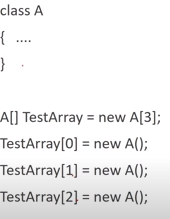 class A
{ ....
}
A[] TestArray = new A[3];
TestArray[0] = new A();
TestArray[1] = new A();
TestArray[2] = new A();